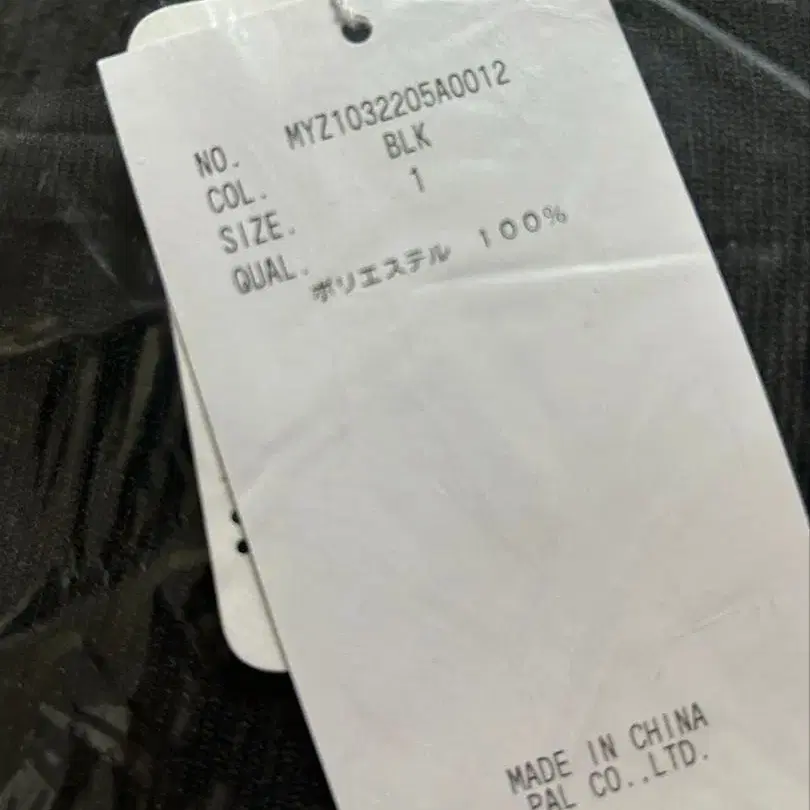 NO. MYZ1032205A0012
COL. BLK
SIZE. 1
QUAL. ポリエステル 100%
MADE IN CHINA
PAL CO.,LTD.